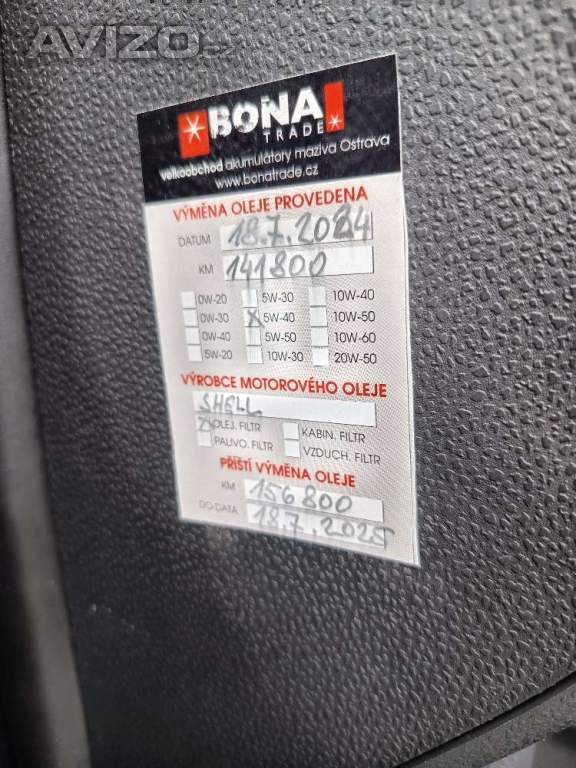 AVIZO.cz
BONA
TRADE
velkoobchod akumulátory maziva Ostrava
www.bonatrade.cz
VÝMĚNA OLEJE PROVEDENA
DATUM 18.7.2024
KM 141800
0W-20 5W-30 10W-40
0W-30 X 5W-40 10W-50
0W-40 5W-50 10W-60
5W-20 10W-30 20W-50
VÝROBCE MOTOROVÉHO OLEJE
SHELL
X OLEJ. FILTR KABIN. FILTR
PALIVO. FILTR VZDUCH. FILTR
PŘÍŠTÍ VÝMĚNA OLEJE
KM 156800
DO DATA 18.7.2025